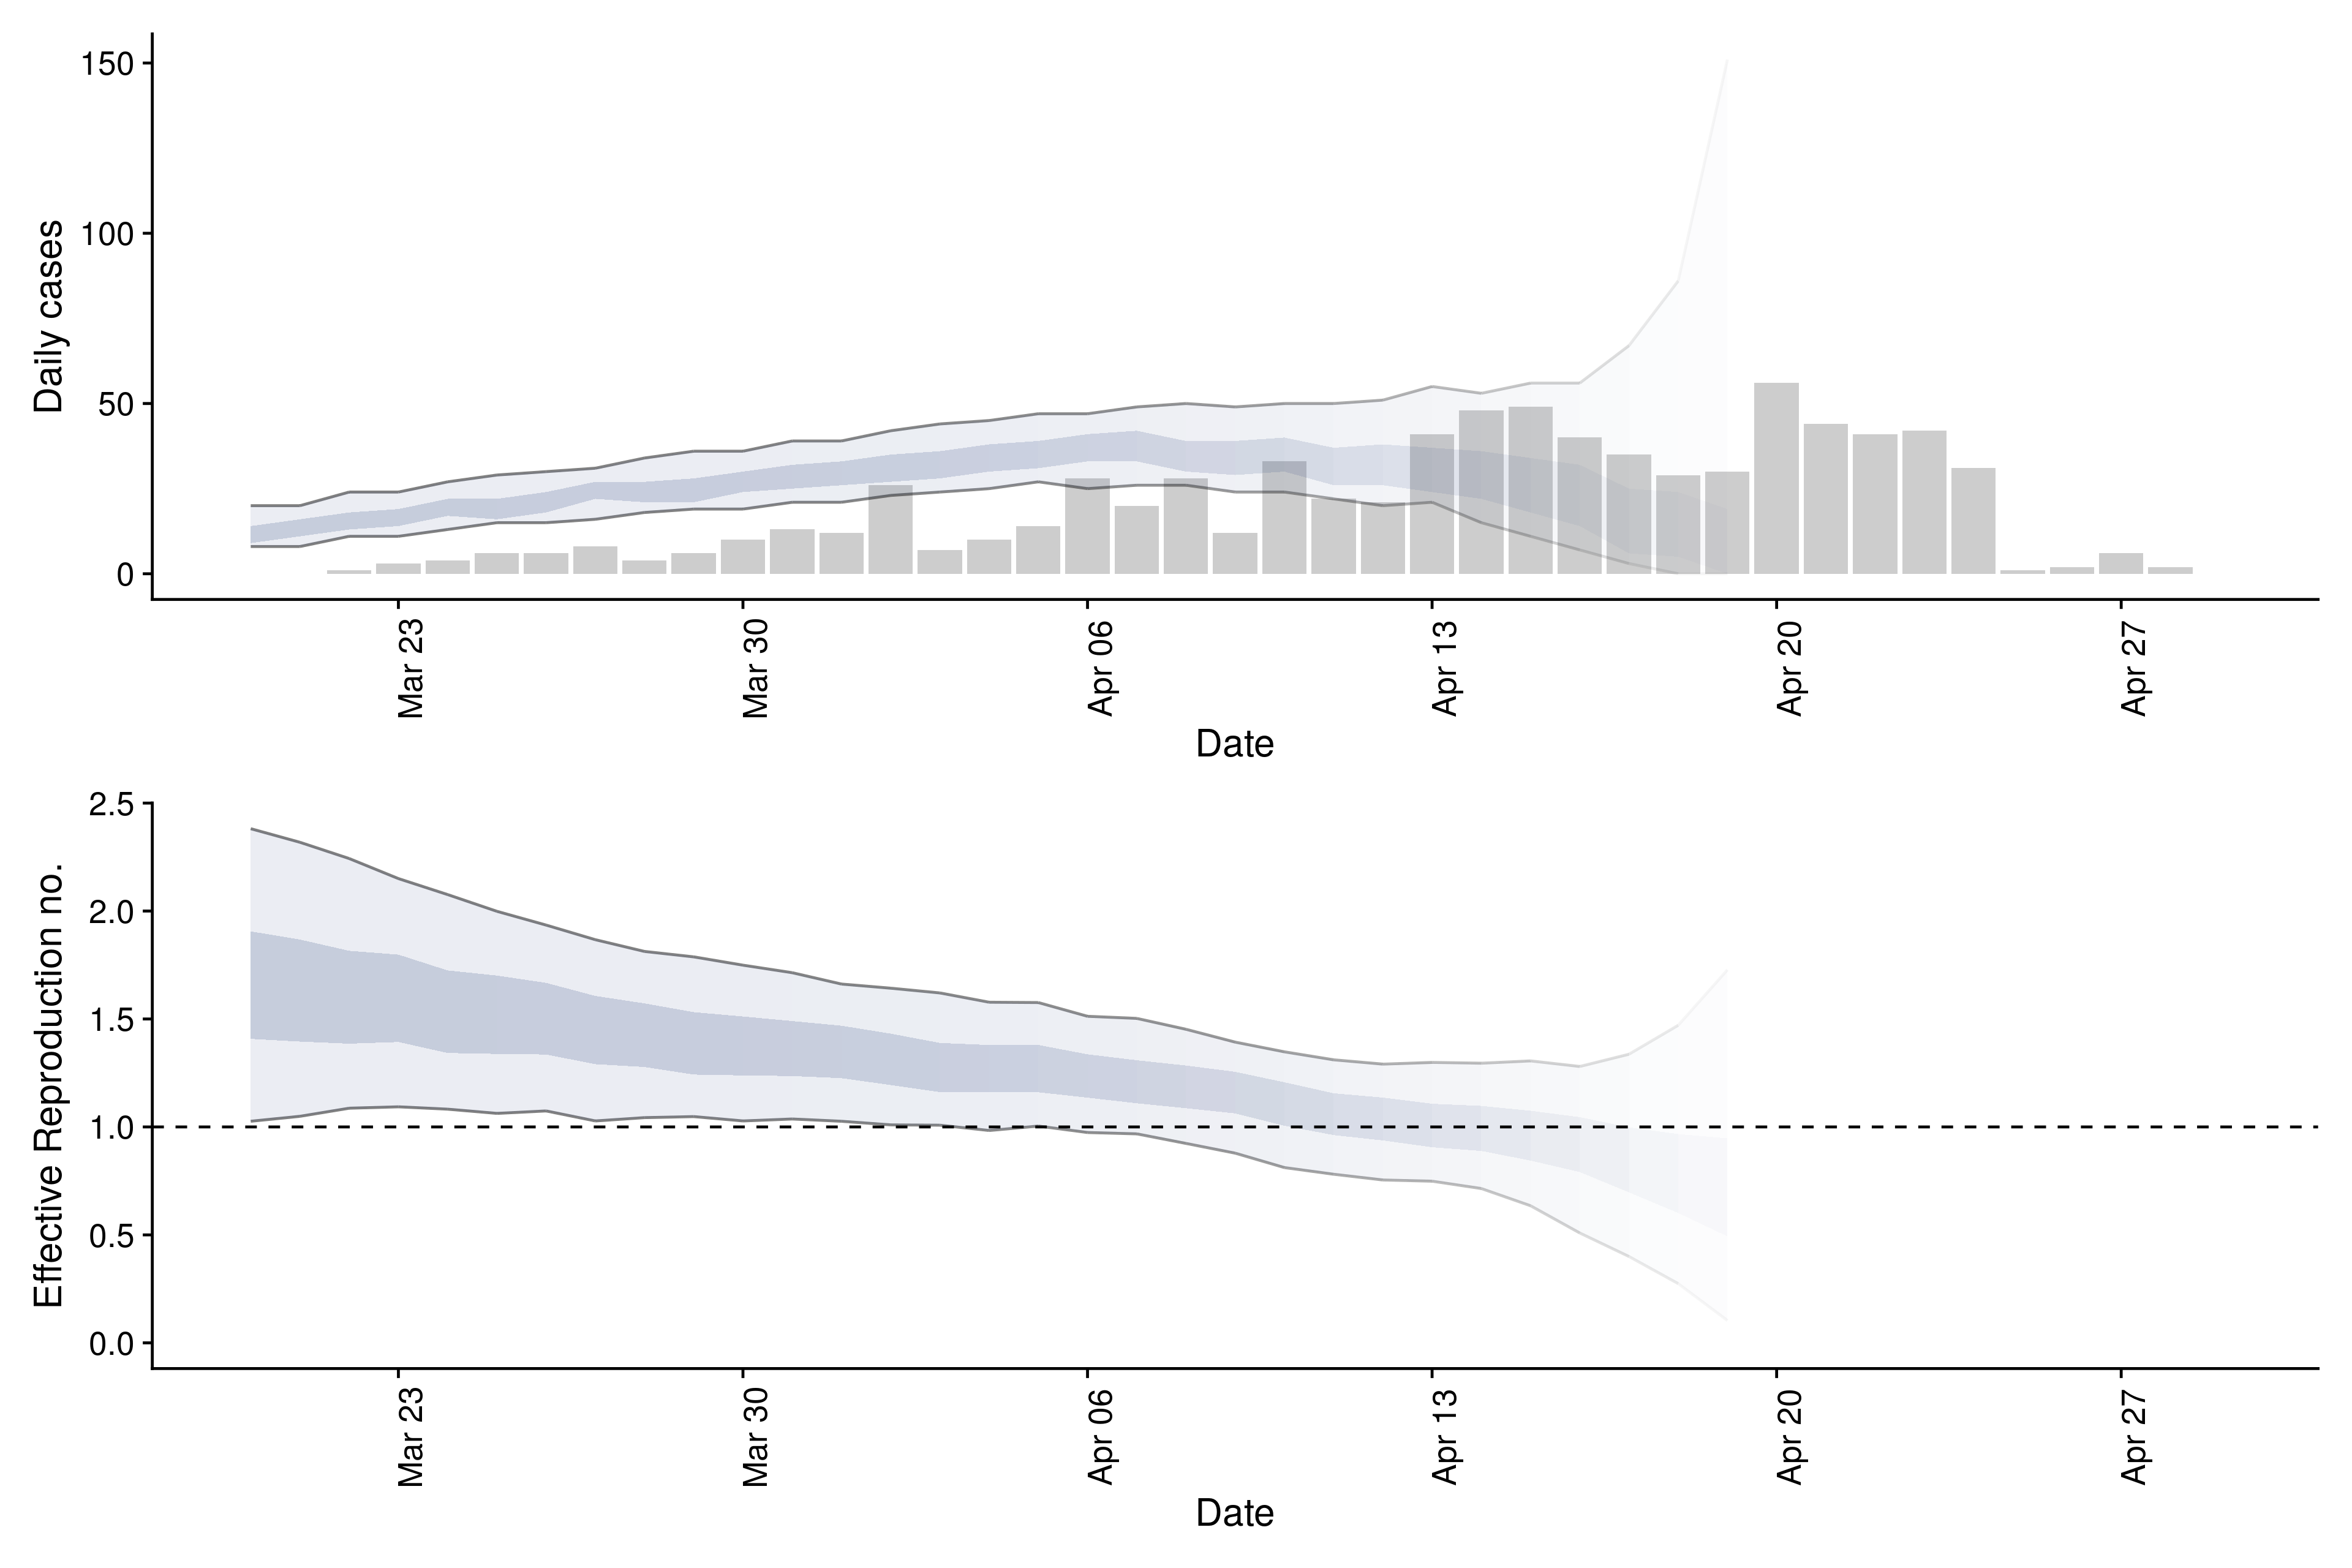 Daily cases
150
100
50
0
Mar 23
Mar 30
Apr 06
Apr 13
Apr 20
Apr 27
Date
Effective Reproduction no.
2.5
2.0
1.5
1.0
0.5
0.0
Mar 23
Mar 30
Apr 06
Apr 13
Apr 20
Apr 27
Date